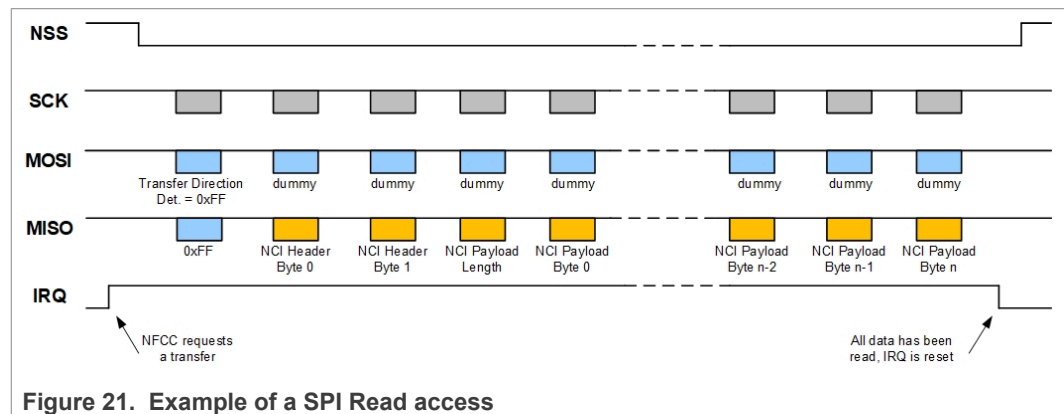 NSS
SCK
MOSI
Transfer Direction
Det. = 0xFF
dummy
dummy
dummy
dummy
dummy
dummy
dummy
MISO
0xFF
NCI Header
Byte 0
NCI Header
Byte 1
NCI Payload
Length
NCI Payload
Byte 0
NCI Payload
Byte n-2
NCI Payload
Byte n-1
NCI Payload
Byte n
IRQ
NFCC requests
a transfer
All data has been
read, IRQ is reset
Figure 21. Example of a SPI Read access